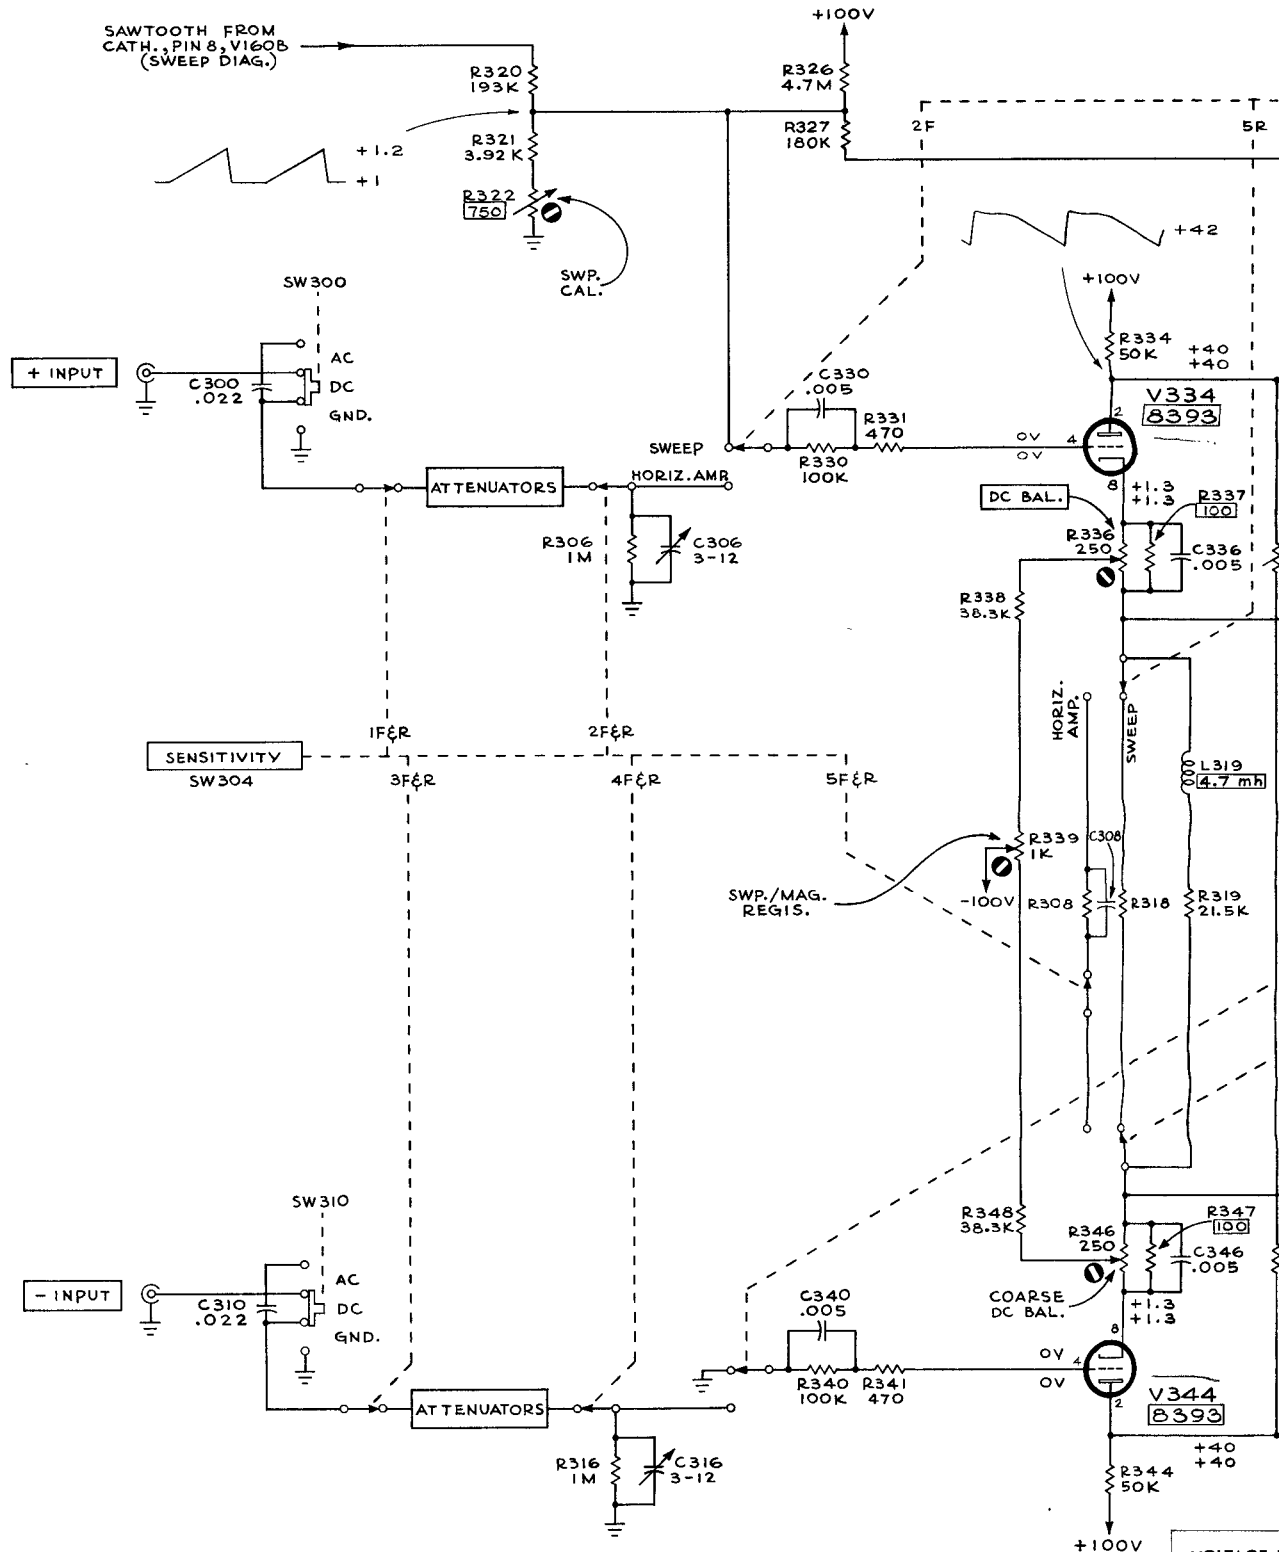 SAWTOOTH FROM
CATH., PIN 8, V160B
(SWEEP DIAG.)
R320
193K
+100V
R326
4.7M
R327
180K
2F
5R
R321
3.92K
+1.2
+1
R322
750
SWP.
CAL.
+42
+100V
SW300
+ INPUT
C300
.022
AC
DC
GND.
R334
50K
+40
+40
V334
8393
C330
.005
R331
470
R330
100K
SWEEP
HORIZ. AMP.
0V
0V
2
4
8
+1.3
+1.3
ATTENUATORS
DC BAL.
R336
250
R337
100
C336
.005
R306
1M
C306
3-12
R338
38.3K
1F&R
2F&R
SENSITIVITY
SW304
3F&R
4F&R
5F&R
HORIZ.
AMP.
SWEEP
L319
4.7 mh
R339
1K
C308
SWP./MAG.
REGIS.
-100V
R308
R318
R319
21.5K
SW310
- INPUT
C310
.022
AC
DC
GND.
R348
38.3K
R346
250
R347
100
C346
.005
COARSE
DC BAL.
+1.3
+1.3
C340
.005
R340
100K
R341
470
0V
0V
8
4
2
V344
8393
ATTENUATORS
R316
1M
C316
3-12
+40
+40
R344
50K
+100V